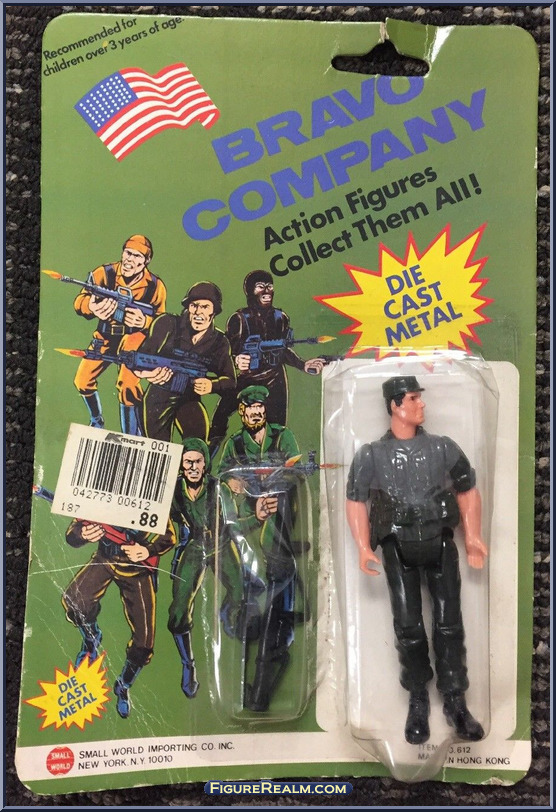 Recommended for
children over 3 years of age.
BRAVO
COMPANY
Action Figures
Collect Them All!
DIE
CAST
METAL
Kmart 001
042773 00612
187
.88
DIE
CAST
METAL
SMALL
WORLD
SMALL WORLD IMPORTING CO. INC.
NEW YORK. N.Y. 10010
612
HONG KONG
FIGUREREALM.COM